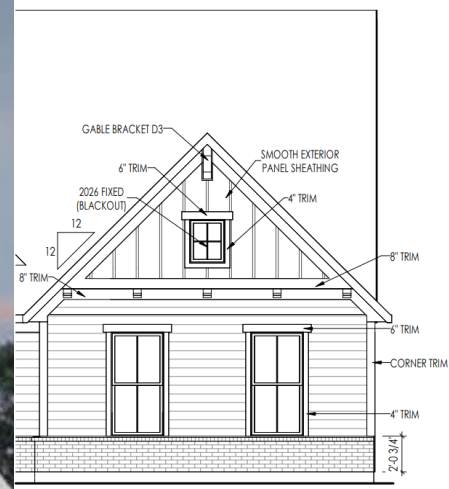 GABLE BRACKET D3
6" TRIM
SMOOTH EXTERIOR
PANEL SHEATHING
2026 FIXED
(BLACKOUT)
4" TRIM
12
12
8" TRIM
8" TRIM
6" TRIM
CORNER TRIM
4" TRIM
2'-0 3/4"